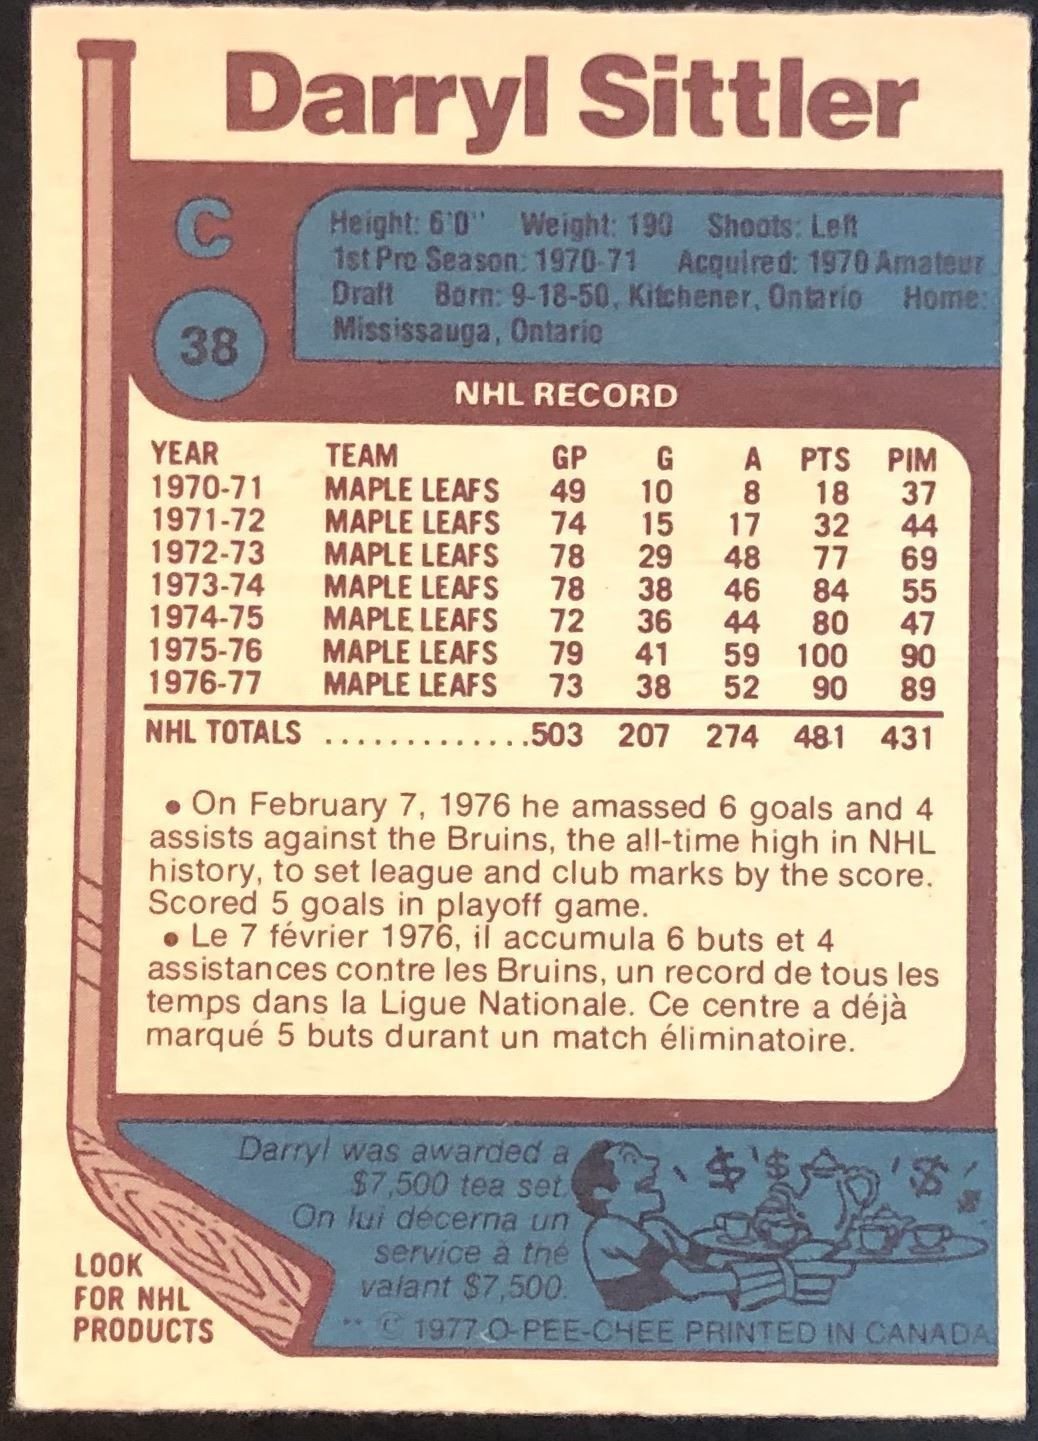 Darryl Sittler
C
38
Height: 6'0" Weight: 190 Shoots: Left
1st Pro Season: 1970-71 Acquired: 1970 Amateur
Draft Born: 9-18-50, Kitchener, Ontario Home:
Mississauga, Ontario
NHL RECORD
YEAR TEAM GP G A PTS PIM
1970-71 MAPLE LEAFS 49 10 8 18 37
1971-72 MAPLE LEAFS 74 15 17 32 44
1972-73 MAPLE LEAFS 78 29 48 77 69
1973-74 MAPLE LEAFS 78 38 46 84 55
1974-75 MAPLE LEAFS 72 36 44 80 47
1975-76 MAPLE LEAFS 79 41 59 100 90
1976-77 MAPLE LEAFS 73 38 52 90 89
NHL TOTALS .............503 207 274 481 431
• On February 7, 1976 he amassed 6 goals and 4
assists against the Bruins, the all-time high in NHL
history, to set league and club marks by the score.
Scored 5 goals in playoff game.
• Le 7 février 1976, il accumula 6 buts et 4
assistances contre les Bruins, un record de tous les
temps dans la Ligue Nationale. Ce centre a déjà
marqué 5 buts durant un match éliminatoire.
Darryl was awarded a
$7,500 tea set.
On lui décerna un
service à thé
valant $7,500.
$ $ $ $
LOOK
FOR NHL
PRODUCTS
** © 1977 O-PEE-CHEE PRINTED IN CANADA